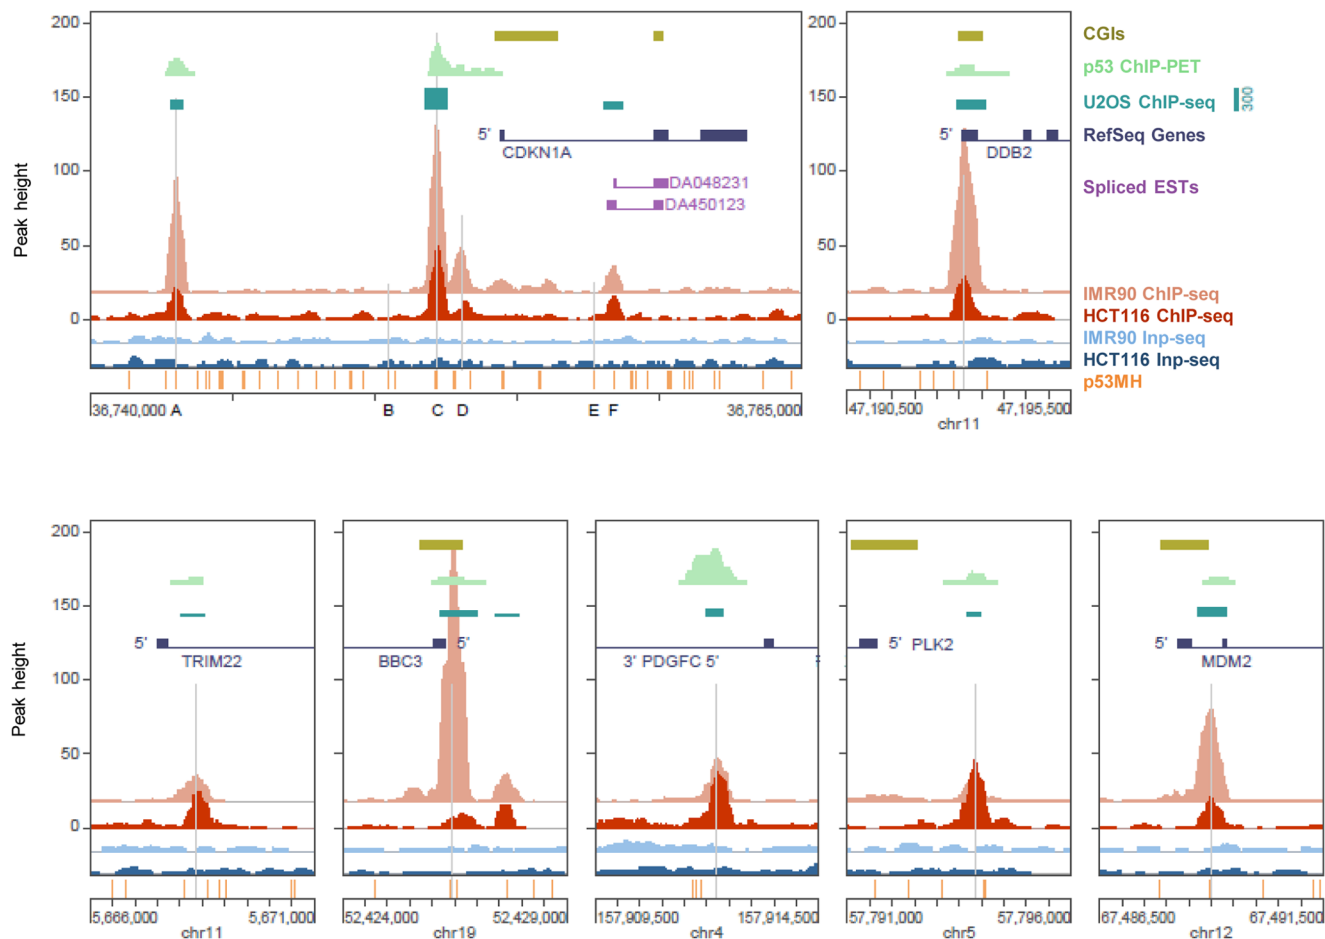 200
150
100
50
0
Peak height
5'
CDKN1A
DA048231
DA450123
36,740,000 A
B
C
D
E
F
36,765,000
200
150
100
50
0
5'
DDB2
47,190,500
47,195,500
chr11
CGIs
p53 ChIP-PET
U2OS ChIP-seq
300
RefSeq Genes
Spliced ESTs
IMR90 ChIP-seq
HCT116 ChIP-seq
IMR90 Inp-seq
HCT116 Inp-seq
p53MH
200
150
100
50
0
Peak height
5'
TRIM22
5,666,000
5,671,000
chr11
5'
BBC3
52,424,000
52,429,000
chr19
3' PDGFC 5'
157,909,500
157,914,500
chr4
5' PLK2
57,791,000
57,796,000
chr5
5'
MDM2
67,486,500
67,491,500
chr12